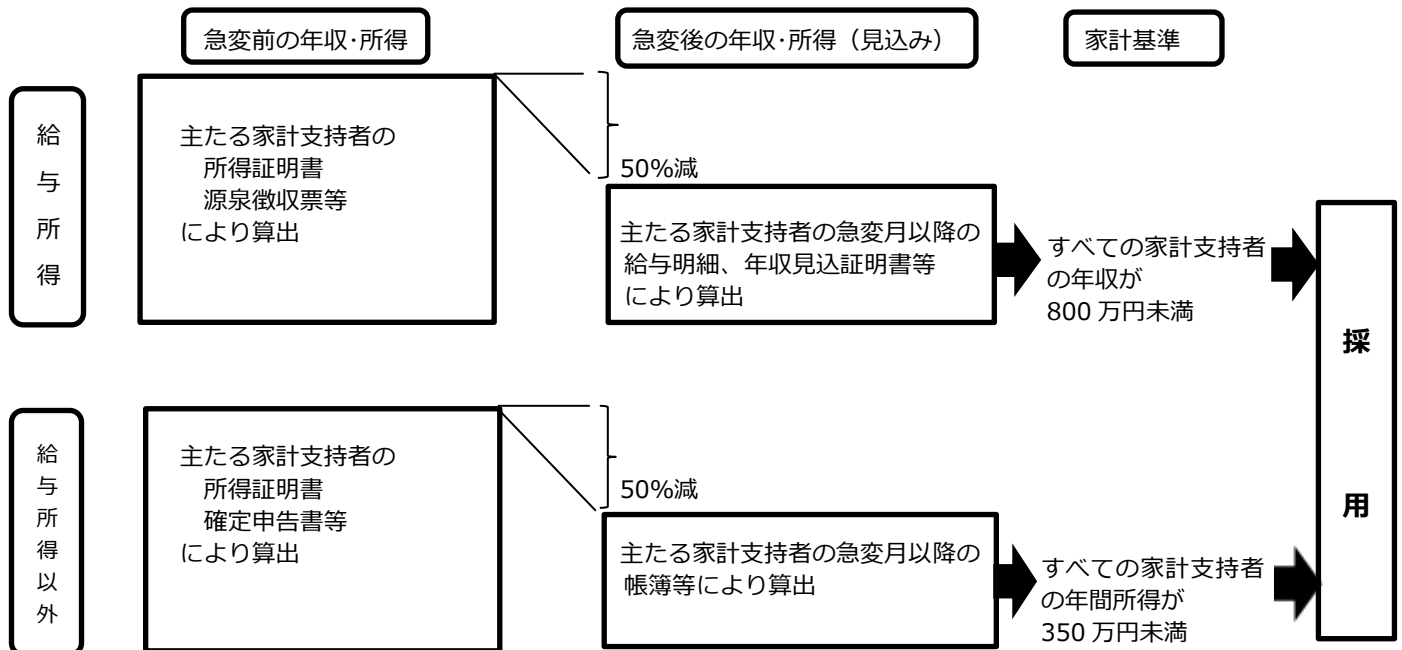 急変前の年収･所得
急変後の年収･所得（見込み）
家計基準
給与所得
主たる家計支持者の
所得証明書
源泉徴収票等
により算出
50%減
主たる家計支持者の急変月以降の
給与明細、年収見込証明書等
により算出
すべての家計支持者
の年収が
800 万円未満
採用
給与所得以外
主たる家計支持者の
所得証明書
確定申告書等
により算出
50%減
主たる家計支持者の急変月以降の
帳簿等により算出
すべての家計支持者
の年間所得が
350 万円未満